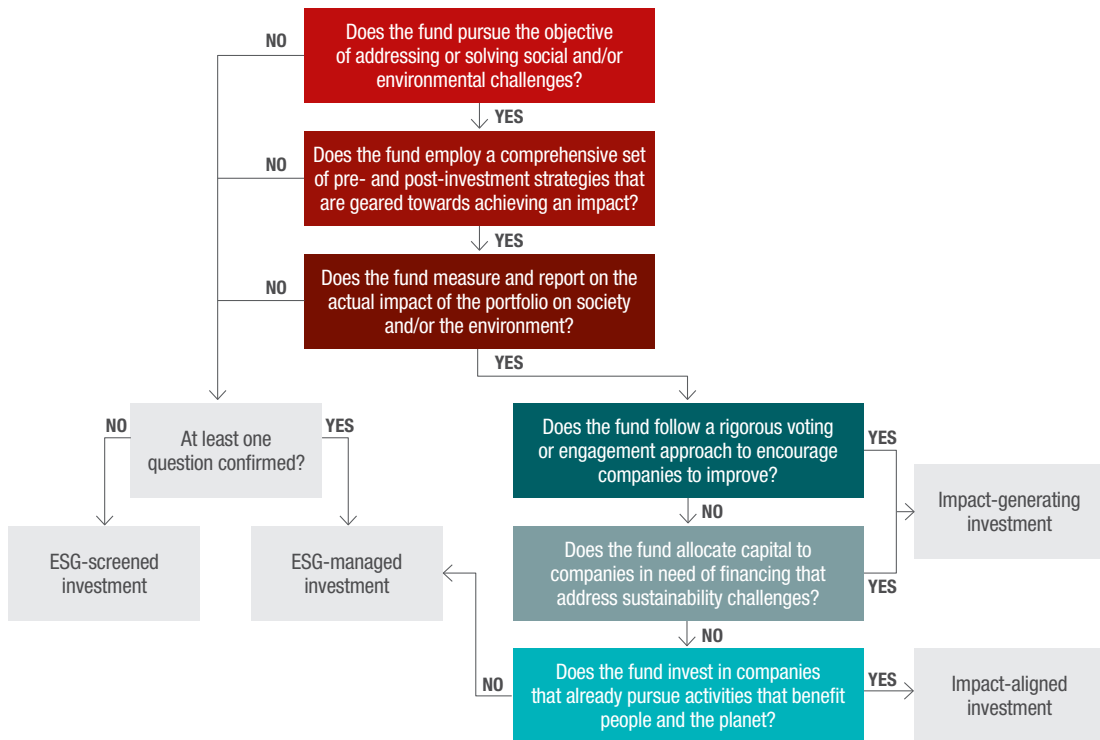 Does the fund pursue the objective
of addressing or solving social and/or
environmental challenges?
NO
YES
Does the fund employ a comprehensive set
of pre- and post-investment strategies that
are geared towards achieving an impact?
NO
YES
Does the fund measure and report on the
actual impact of the portfolio on society
and/or the environment?
NO
YES
NO
At least one
question confirmed?
YES
ESG-screened
investment
ESG-managed
investment
Does the fund follow a rigorous voting
or engagement approach to encourage
companies to improve?
YES
NO
Impact-generating
investment
Does the fund allocate capital to
companies in need of financing that
address sustainability challenges?
YES
NO
Does the fund invest in companies
that already pursue activities that benefit
people and the planet?
NO
YES
Impact-aligned
investment